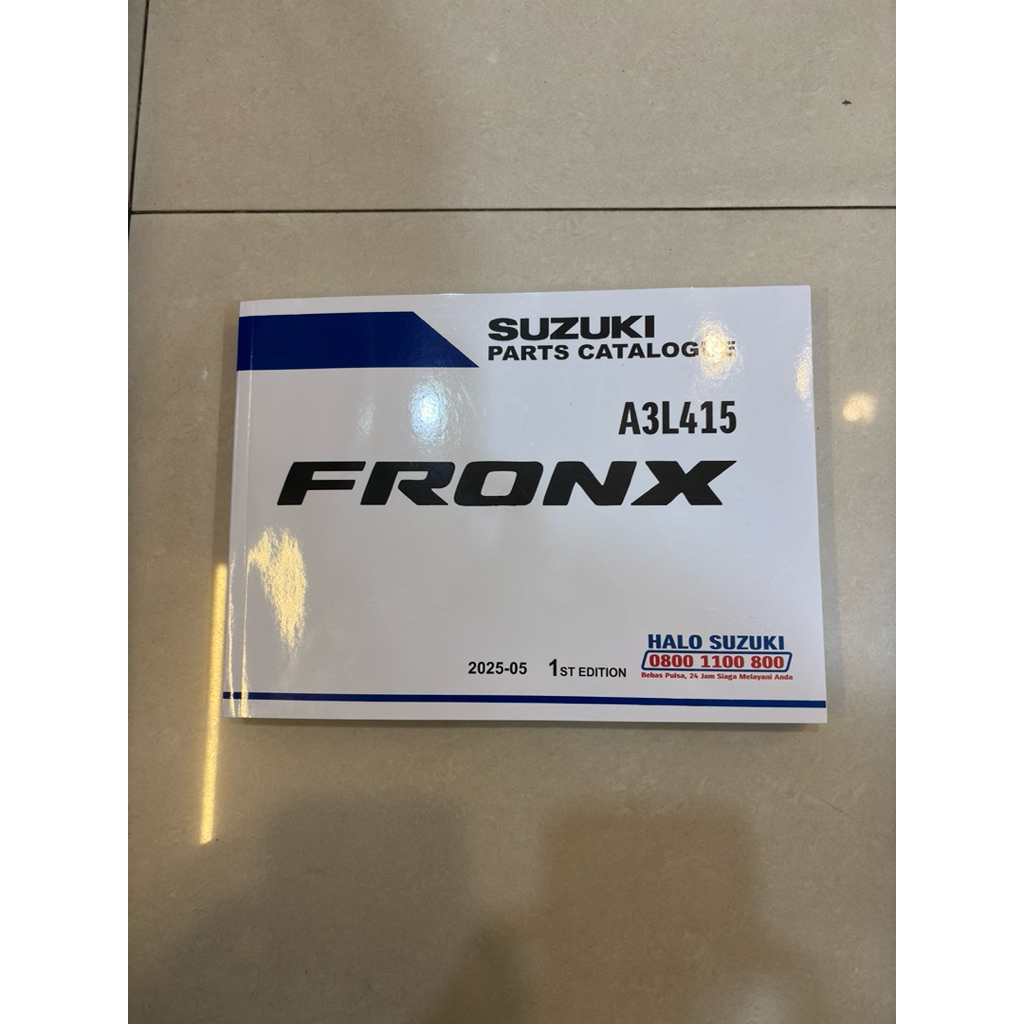 SUZUKI
PARTS CATALOGUE
A3L415
FRONX
2025-05 1ST EDITION
HALO SUZUKI
0800 1100 800
Bebas Pulsa, 24 Jam Siaga Melayani Anda